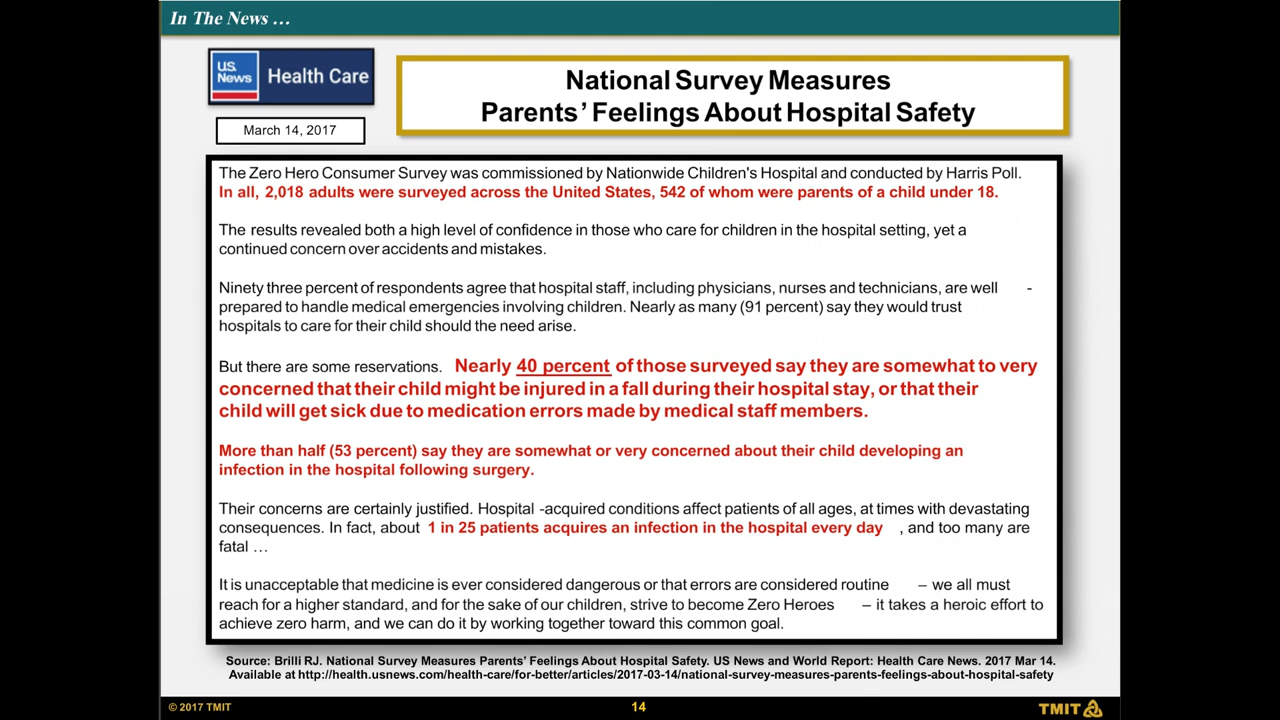 In The News …
U.S. News Health Care
National Survey Measures
Parents’ Feelings About Hospital Safety
March 14, 2017
The Zero Hero Consumer Survey was commissioned by Nationwide Children's Hospital and conducted by Harris Poll.
In all, 2,018 adults were surveyed across the United States, 542 of whom were parents of a child under 18.
The results revealed both a high level of confidence in those who care for children in the hospital setting, yet a
continued concern over accidents and mistakes.
Ninety three percent of respondents agree that hospital staff, including physicians, nurses and technicians, are well -
prepared to handle medical emergencies involving children. Nearly as many (91 percent) say they would trust
hospitals to care for their child should the need arise.
But there are some reservations. Nearly 40 percent of those surveyed say they are somewhat to very
concerned that their child might be injured in a fall during their hospital stay, or that their
child will get sick due to medication errors made by medical staff members.
More than half (53 percent) say they are somewhat or very concerned about their child developing an
infection in the hospital following surgery.
Their concerns are certainly justified. Hospital -acquired conditions affect patients of all ages, at times with devastating
consequences. In fact, about 1 in 25 patients acquires an infection in the hospital every day , and too many are
fatal …
It is unacceptable that medicine is ever considered dangerous or that errors are considered routine – we all must
reach for a higher standard, and for the sake of our children, strive to become Zero Heroes – it takes a heroic effort to
achieve zero harm, and we can do it by working together toward this common goal.
Source: Brilli RJ. National Survey Measures Parents’ Feelings About Hospital Safety. US News and World Report: Health Care News. 2017 Mar 14.
Available at http://health.usnews.com/health-care/for-better/articles/2017-03-14/national-survey-measures-parents-feelings-about-hospital-safety
© 2017 TMIT
14
TMIT